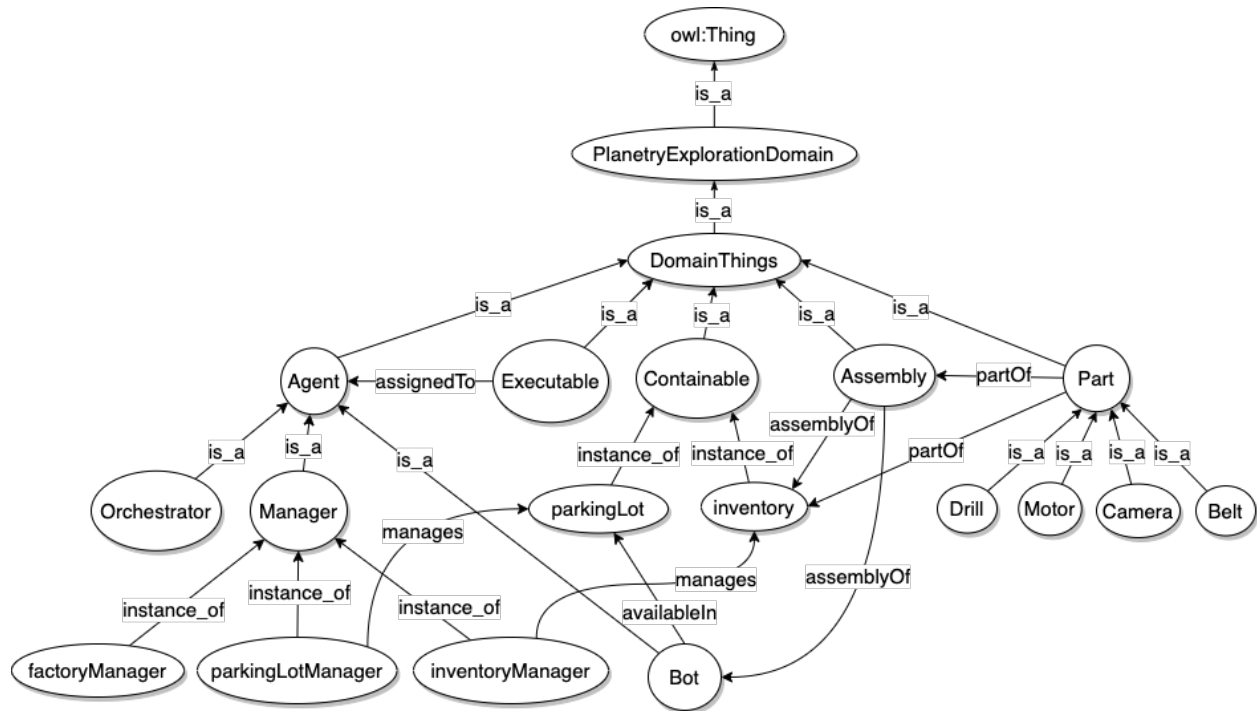 owl:Thing
is_a
PlanetryExplorationDomain
is_a
DomainThings
is_a
is_a
is_a
is_a
is_a
Agent
assignedTo
Executable
Containable
Assembly
partOf
Part
assemblyOf
is_a
is_a
is_a
instance_of
instance_of
partOf
is_a
is_a
is_a
is_a
Orchestrator
Manager
parkingLot
inventory
Drill
Motor
Camera
Belt
manages
manages
assemblyOf
instance_of
instance_of
instance_of
availableIn
factoryManager
parkingLotManager
inventoryManager
Bot